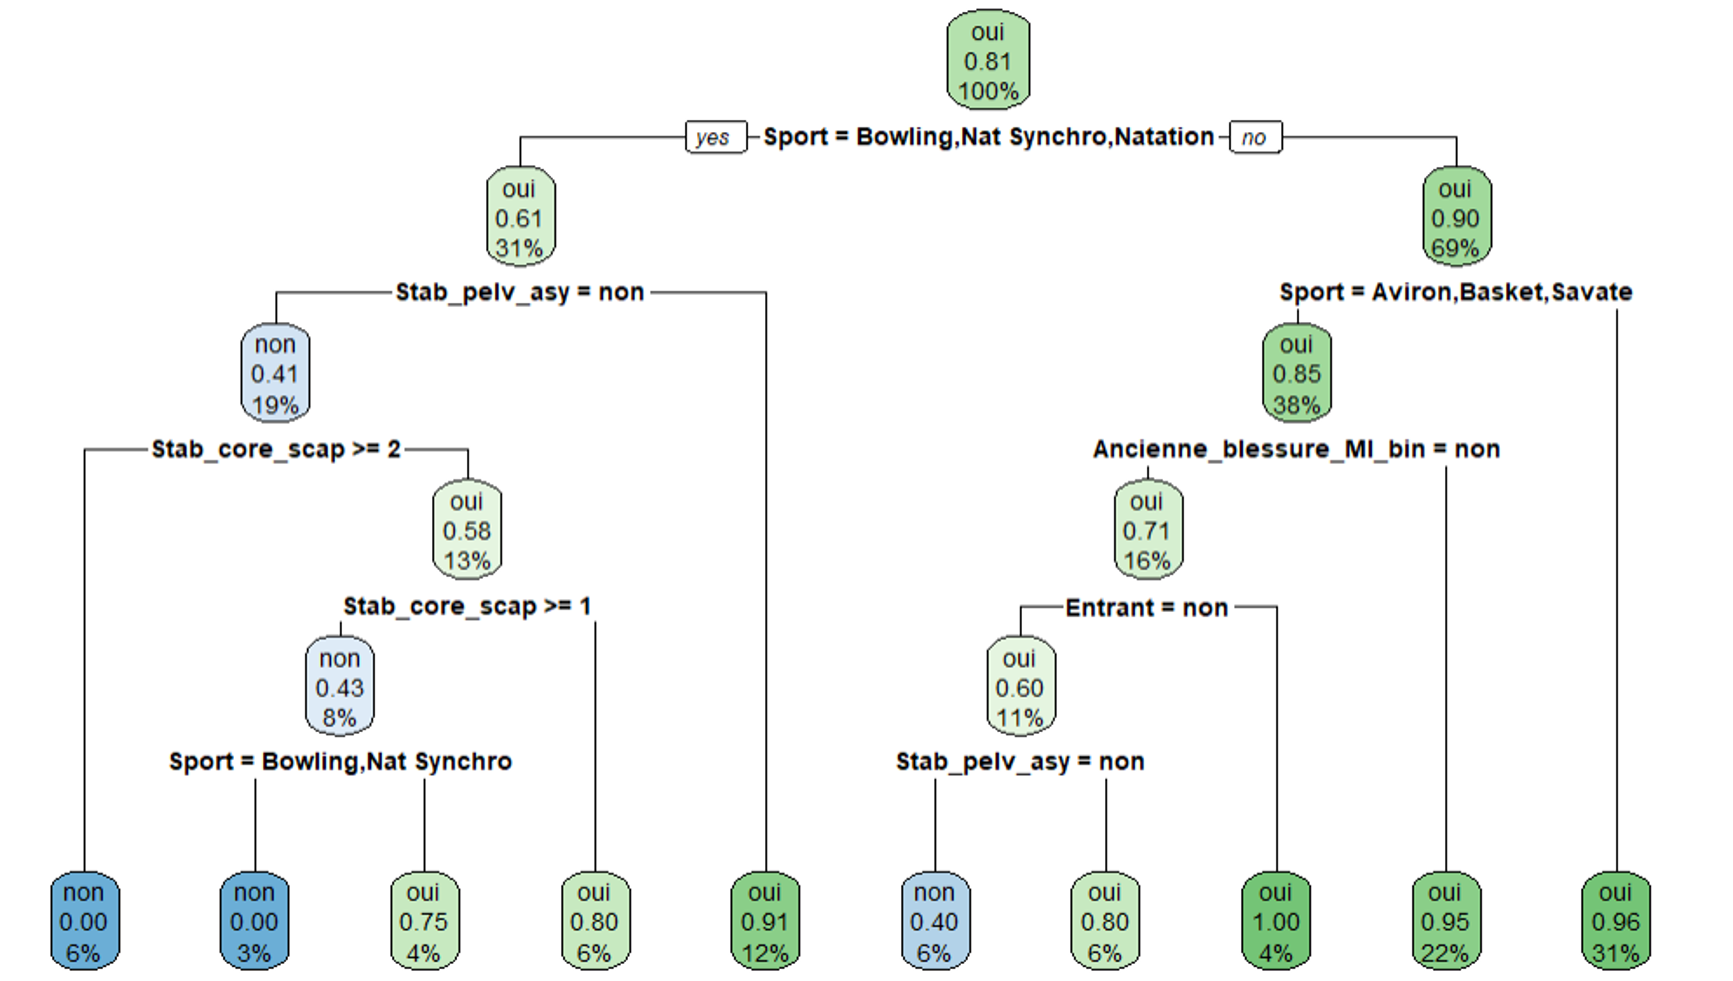 oui
0.81
100%
yes
Sport = Bowling,Nat Synchro,Natation
no
oui
0.61
31%
oui
0.90
69%
Stab_pelv_asy = non
Sport = Aviron,Basket,Savate
non
0.41
19%
oui
0.85
38%
Stab_core_scap >= 2
Ancienne_blessure_MI_bin = non
oui
0.58
13%
oui
0.71
16%
Stab_core_scap >= 1
Entrant = non
non
0.43
8%
oui
0.60
11%
Sport = Bowling,Nat Synchro
Stab_pelv_asy = non
non
0.00
6%
non
0.00
3%
oui
0.75
4%
oui
0.80
6%
oui
0.91
12%
non
0.40
6%
oui
0.80
6%
oui
1.00
4%
oui
0.95
22%
oui
0.96
31%